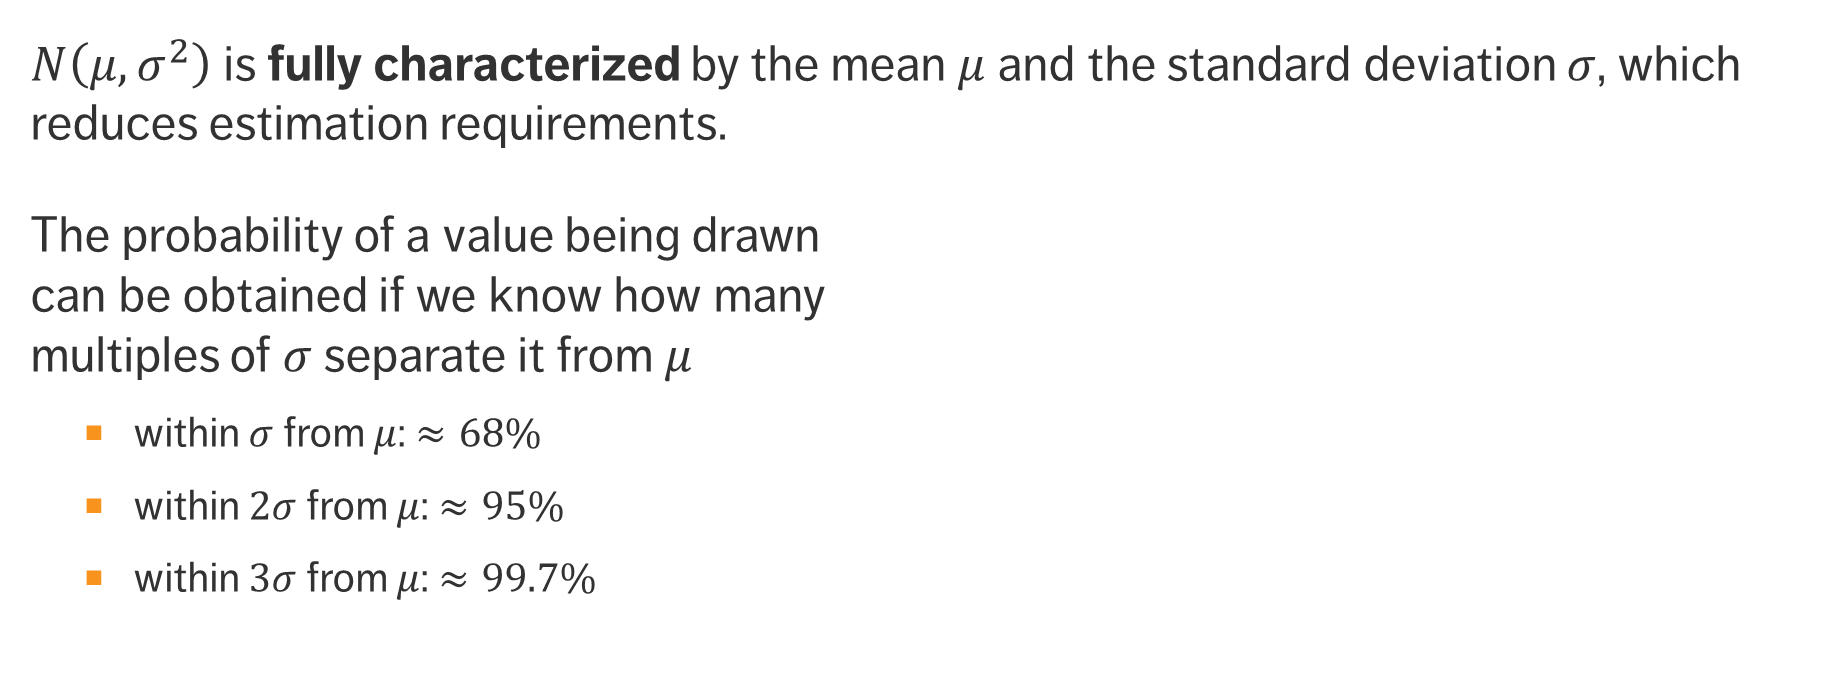 N(μ, σ²) is fully characterized by the mean μ and the standard deviation σ, which
reduces estimation requirements.
The probability of a value being drawn
can be obtained if we know how many
multiples of σ separate it from μ
▪ within σ from μ: ≈ 68%
▪ within 2σ from μ: ≈ 95%
▪ within 3σ from μ: ≈ 99.7%